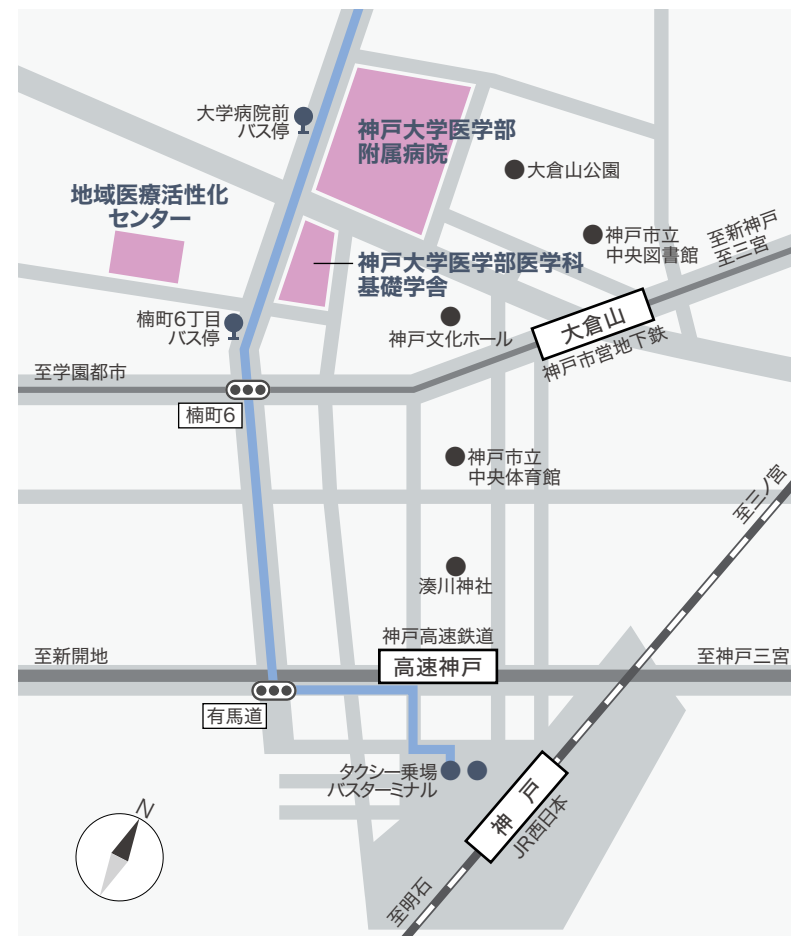 大学病院前
バス停
神戸大学医学部
附属病院
大倉山公園
地域医療活性化
センター
神戸市立
中央図書館
至新神戸
至三宮
神戸大学医学部医学科
基礎学舎
楠町6丁目
バス停
神戸文化ホール
大倉山
神戸市営地下鉄
至学園都市
楠町6
神戸市立
中央体育館
至三ノ宮
湊川神社
神戸高速鉄道
至新開地
高速神戸
至神戸三宮
有馬道
タクシー乗場
バスターミナル
神戸
JR西日本
N
至明石